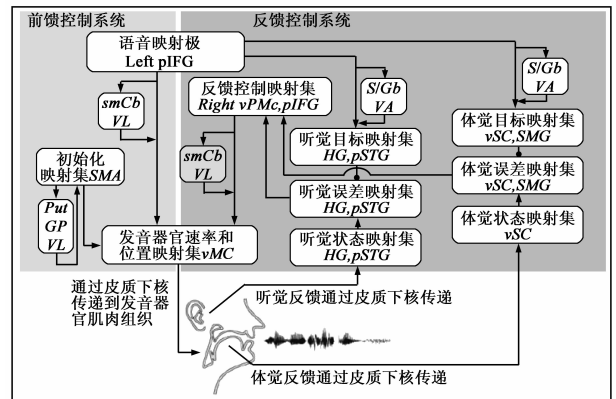 前馈控制系统
反馈控制系统
语音映射极
Left pIFG
smCb
VL
初始化
映射集SMA
Put
GP
VL
发音器官速率和
位置映射集vMC
反馈控制映射集
Right vPMc,pIFG
smCb
VL
S/Gb
VA
听觉目标映射集
HG,pSTG
听觉误差映射集
HG,pSTG
听觉状态映射集
HG,pSTG
S/Gb
VA
体觉目标映射集
vSC,SMG
体觉误差映射集
vSC,SMG
体觉状态映射集
vSC
通过皮质下核
传递到发音器
官肌肉组织
听觉反馈通过皮质下核传递
体觉反馈通过皮质下核传递